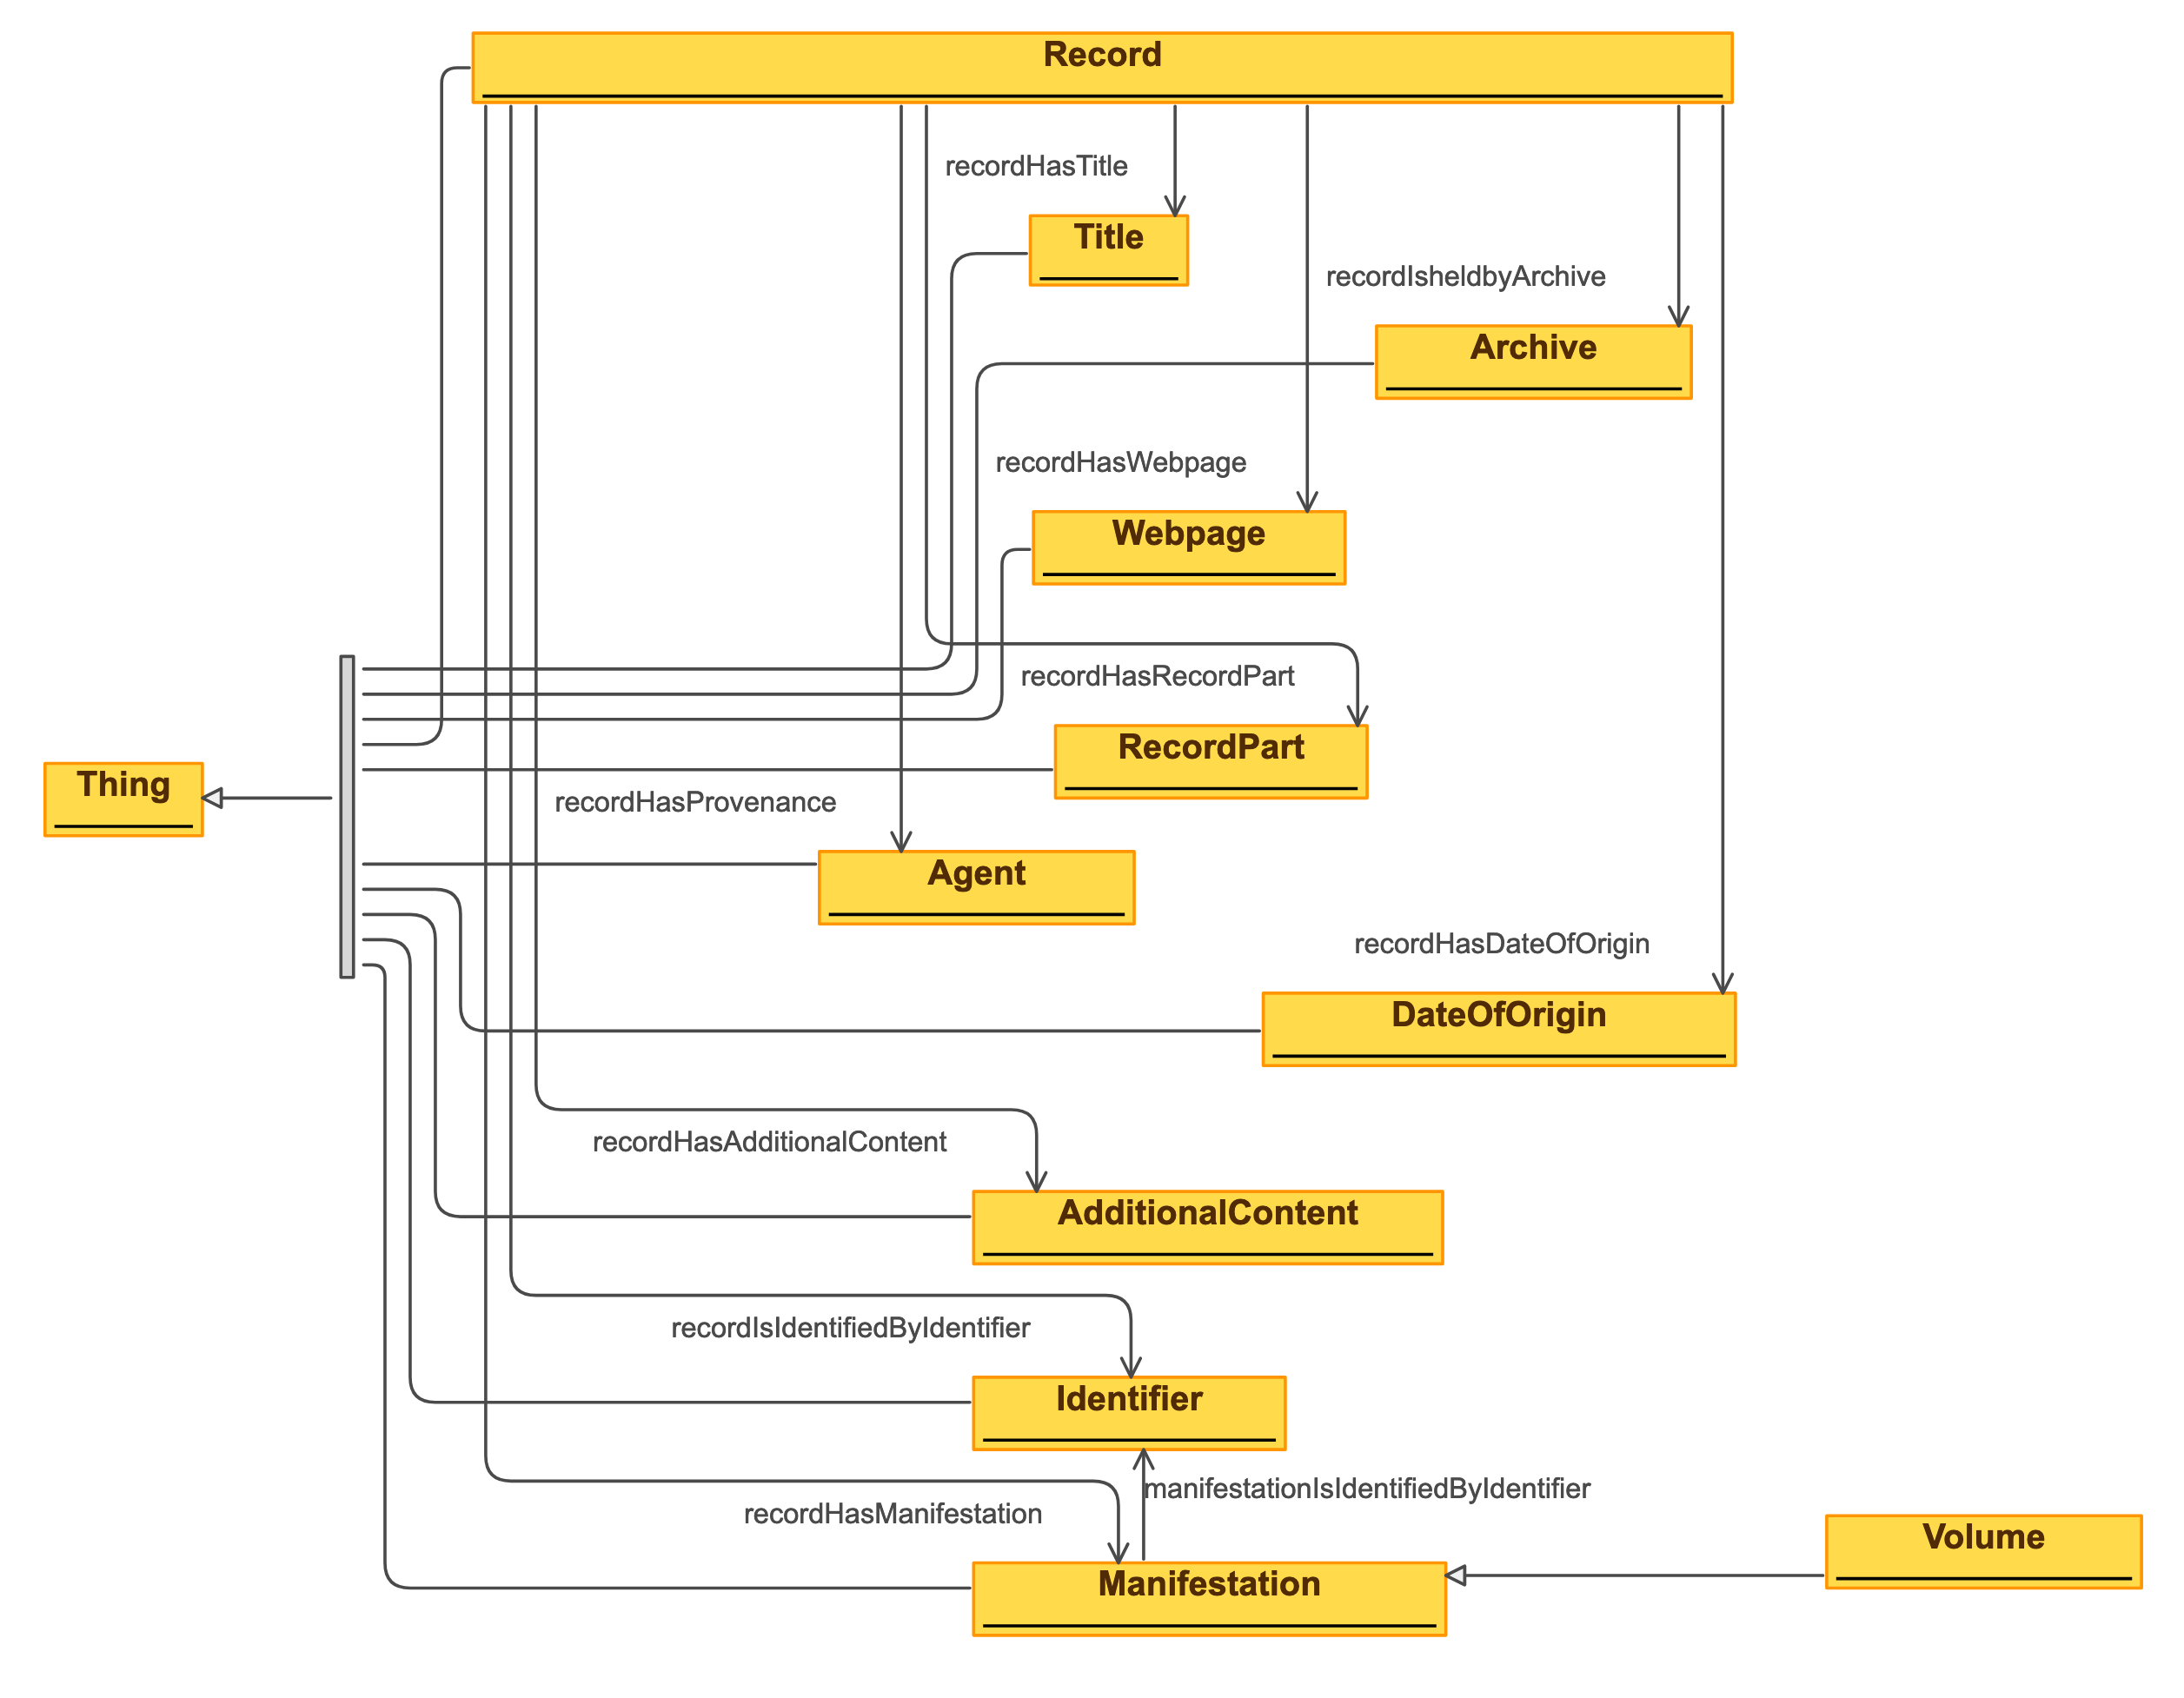 Record
recordHasTitle
Title
recordIsheldbyArchive
Archive
recordHasWebpage
Webpage
recordHasRecordPart
RecordPart
Thing
recordHasProvenance
Agent
recordHasDateOfOrigin
DateOfOrigin
recordHasAdditionalContent
AdditionalContent
recordIsIdentifiedByIdentifier
Identifier
manifestationIsIdentifiedByIdentifier
recordHasManifestation
Volume
Manifestation